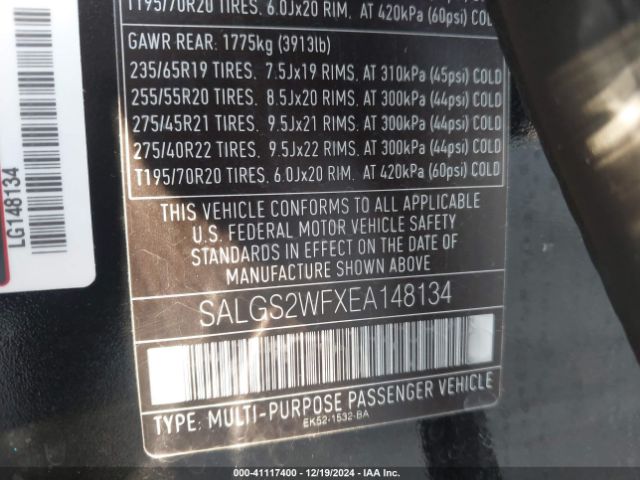 T195/70R20 TIRES. 6.0Jx20 RIM. AT 420kPa (60psi) COLD
GAWR REAR: 1775kg (3913lb)
235/65R19 TIRES. 7.5Jx19 RIMS. AT 310kPa (45psi) COLD
255/55R20 TIRES. 8.5Jx20 RIMS. AT 300kPa (44psi) COLD
275/45R21 TIRES. 9.5Jx21 RIMS. AT 300kPa (44psi) COLD
275/40R22 TIRES. 9.5Jx22 RIMS. AT 300kPa (44psi) COLD
T195/70R20 TIRES. 6.0Jx20 RIM. AT 420kPa (60psi) COLD
THIS VEHICLE CONFORMS TO ALL APPLICABLE
U.S. FEDERAL MOTOR VEHICLE SAFETY
STANDARDS IN EFFECT ON THE DATE OF
MANUFACTURE SHOWN ABOVE
SALGS2WFXEA148134
TYPE: MULTI-PURPOSE PASSENGER VEHICLE
EK52-1532-BA
LG148134
000-41117400 - 12/19/2024 - IAAI.COM